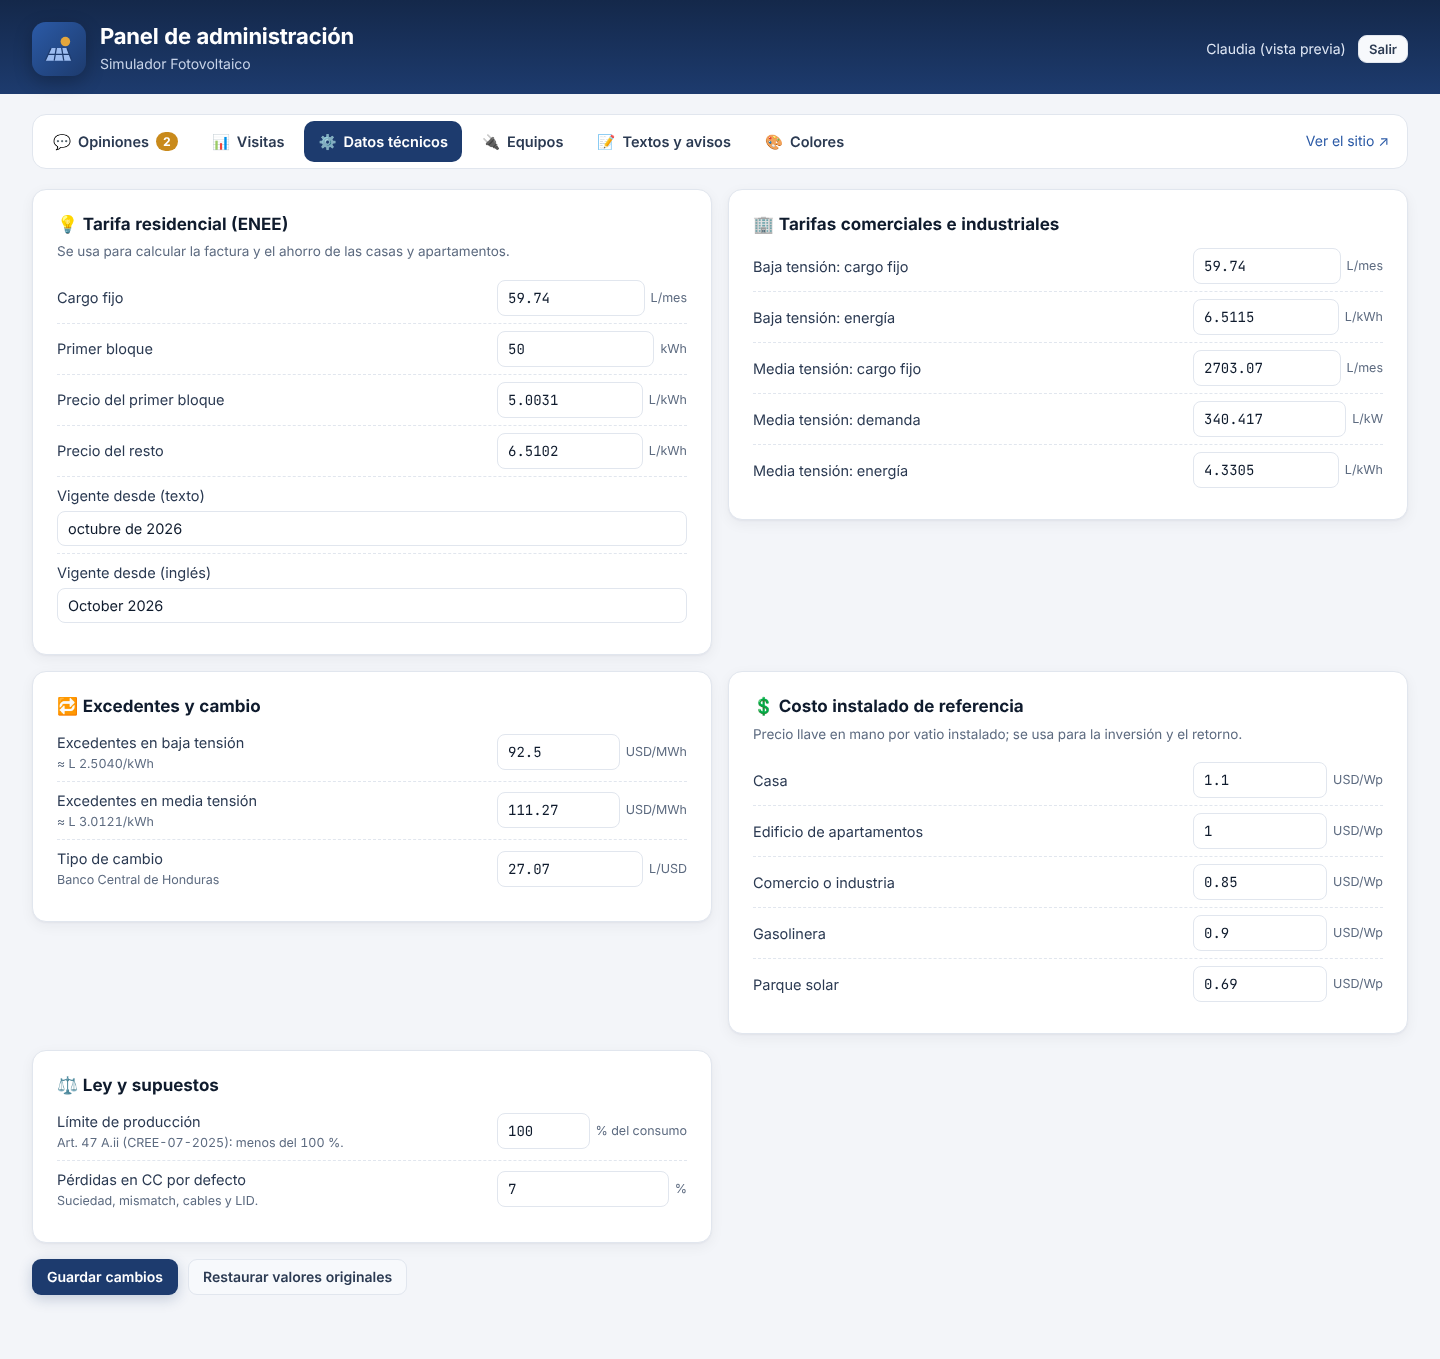 Panel de administración
Simulador Fotovoltaico
Claudia (vista previa)
Salir
Opiniones 2
Visitas
Datos técnicos
Equipos
Textos y avisos
Colores
Ver el sitio ↗
Tarifa residencial (ENEE)
Se usa para calcular la factura y el ahorro de las casas y apartamentos.
Cargo fijo 59.74 L/mes
Primer bloque 50 kWh
Precio del primer bloque 5.0031 L/kWh
Precio del resto 6.5102 L/kWh
Vigente desde (texto)
octubre de 2026
Vigente desde (inglés)
October 2026
Tarifas comerciales e industriales
Baja tensión: cargo fijo 59.74 L/mes
Baja tensión: energía 6.5115 L/kWh
Media tensión: cargo fijo 2703.07 L/mes
Media tensión: demanda 340.417 L/kW
Media tensión: energía 4.3305 L/kWh
Excedentes y cambio
Excedentes en baja tensión 92.5 USD/MWh
≈ L 2.5040/kWh
Excedentes en media tensión 111.27 USD/MWh
≈ L 3.0121/kWh
Tipo de cambio 27.07 L/USD
Banco Central de Honduras
Costo instalado de referencia
Precio llave en mano por vatio instalado; se usa para la inversión y el retorno.
Casa 1.1 USD/Wp
Edificio de apartamentos 1 USD/Wp
Comercio o industria 0.85 USD/Wp
Gasolinera 0.9 USD/Wp
Parque solar 0.69 USD/Wp
Ley y supuestos
Límite de producción 100 % del consumo
Art. 47 A.ii (CREE-07-2025): menos del 100 %.
Pérdidas en CC por defecto 7 %
Suciedad, mismatch, cables y LID.
Guardar cambios
Restaurar valores originales